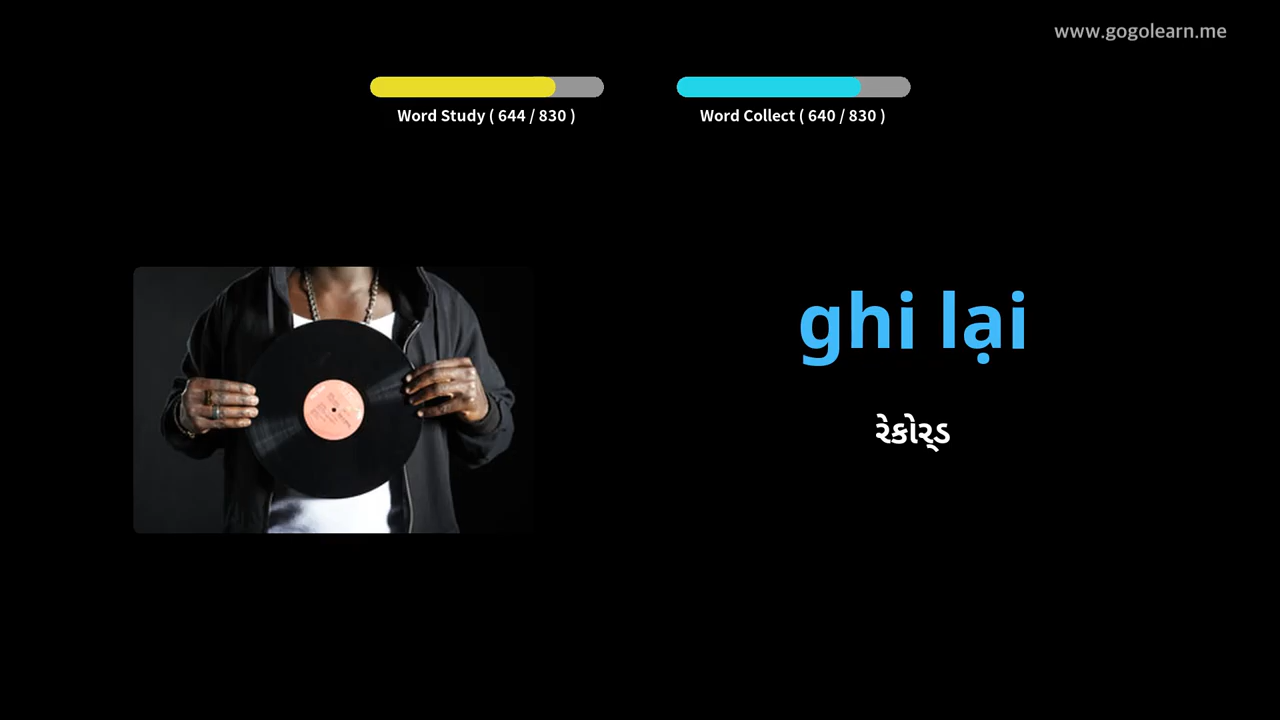 www.gogolearn.me
Word Study ( 644 / 830 )
Word Collect ( 640 / 830 )
ghi lại
રેકોર્ડ